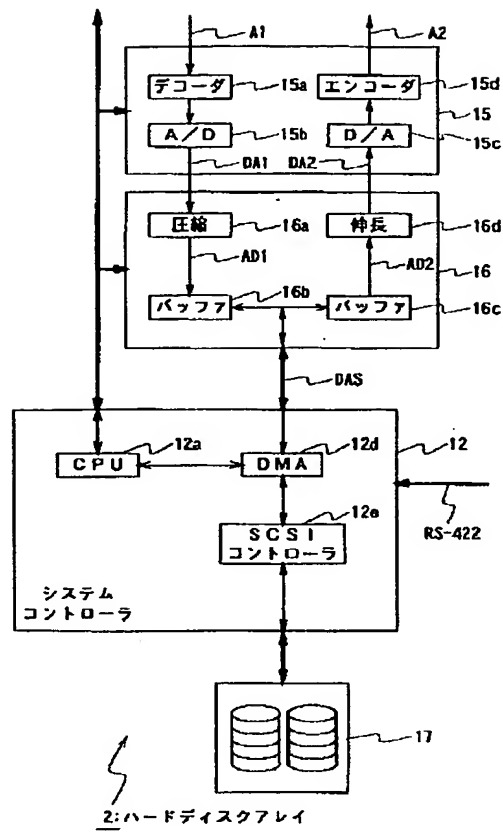 A1
A2
デコーダ
15a
エンコーダ
15d
15
A/D
15b
D/A
15c
DA1
DA2
圧縮
16a
伸長
16d
AD1
AD2
16
バッファ
16b
バッファ
16c
DAS
CPU
12a
DMA
12d
12
RS-422
SCSI
コントローラ
12e
システム
コントローラ
17
2:ハードディスクアレイ